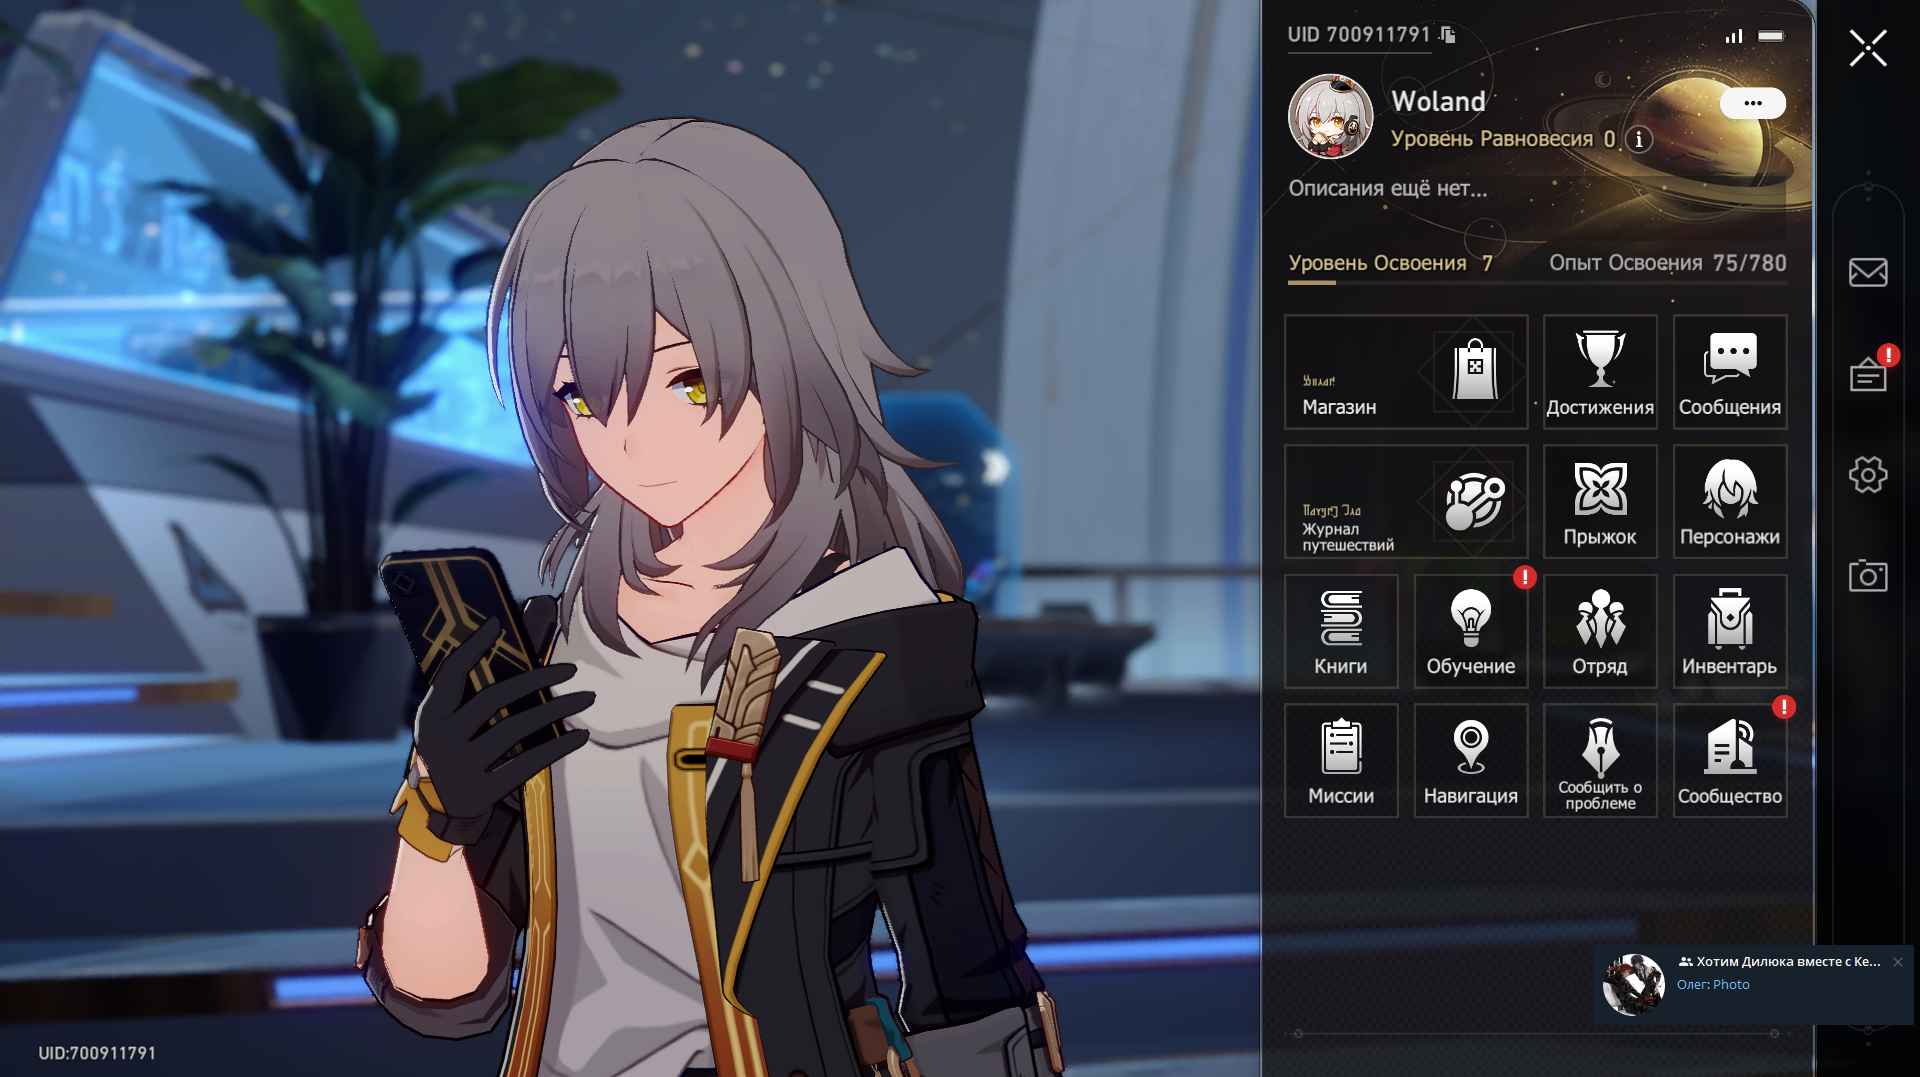 UID 700911791
Woland
Уровень Равновесия 0
Описания ещё нет...
Уровень Освоения 7
Опыт Освоения 75/780
Магазин
Достижения
Сообщения
Журнал
путешествий
Прыжок
Персонажи
Книги
Обучение
Отряд
Инвентарь
Миссии
Навигация
Сообщить о
проблеме
Сообщество
Хотим Дилюка вместе с Ке...
Олег: Photo
UID:700911791